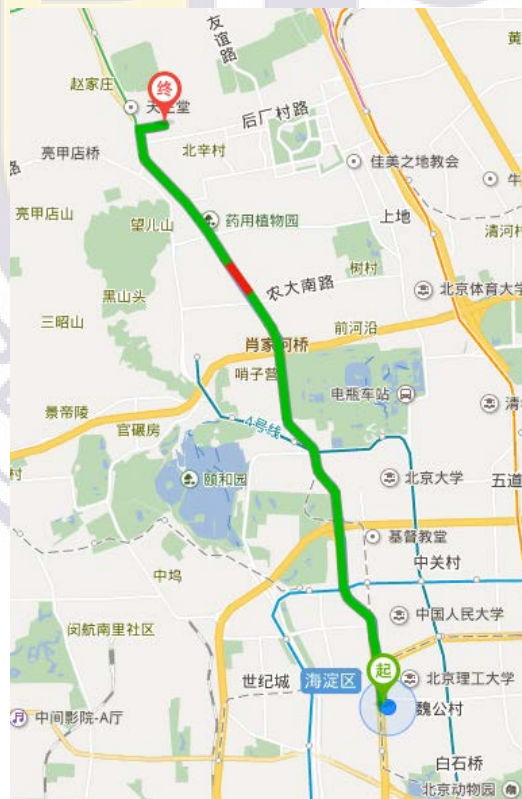 友谊路
黄
赵家庄
终
天主堂
后厂村路
亮甲店桥
北辛村
佳美之地教会
路
牛
亮甲店山
药用植物园
上地
望儿山
清河村
树村
黑山头
农大南路
北京体育大学
三昭山
前河沿
肖家河桥
哨子营
电瓶车站
清
景帝陵
4号线
官碾房
村
颐和园
北京大学
五道
基督教堂
中关村
中坞
中国人民大学
闵航南里社区
起
世纪城
海淀区
北京理工大学
魏公村
中间影院-A厅
白石桥
北京动物园